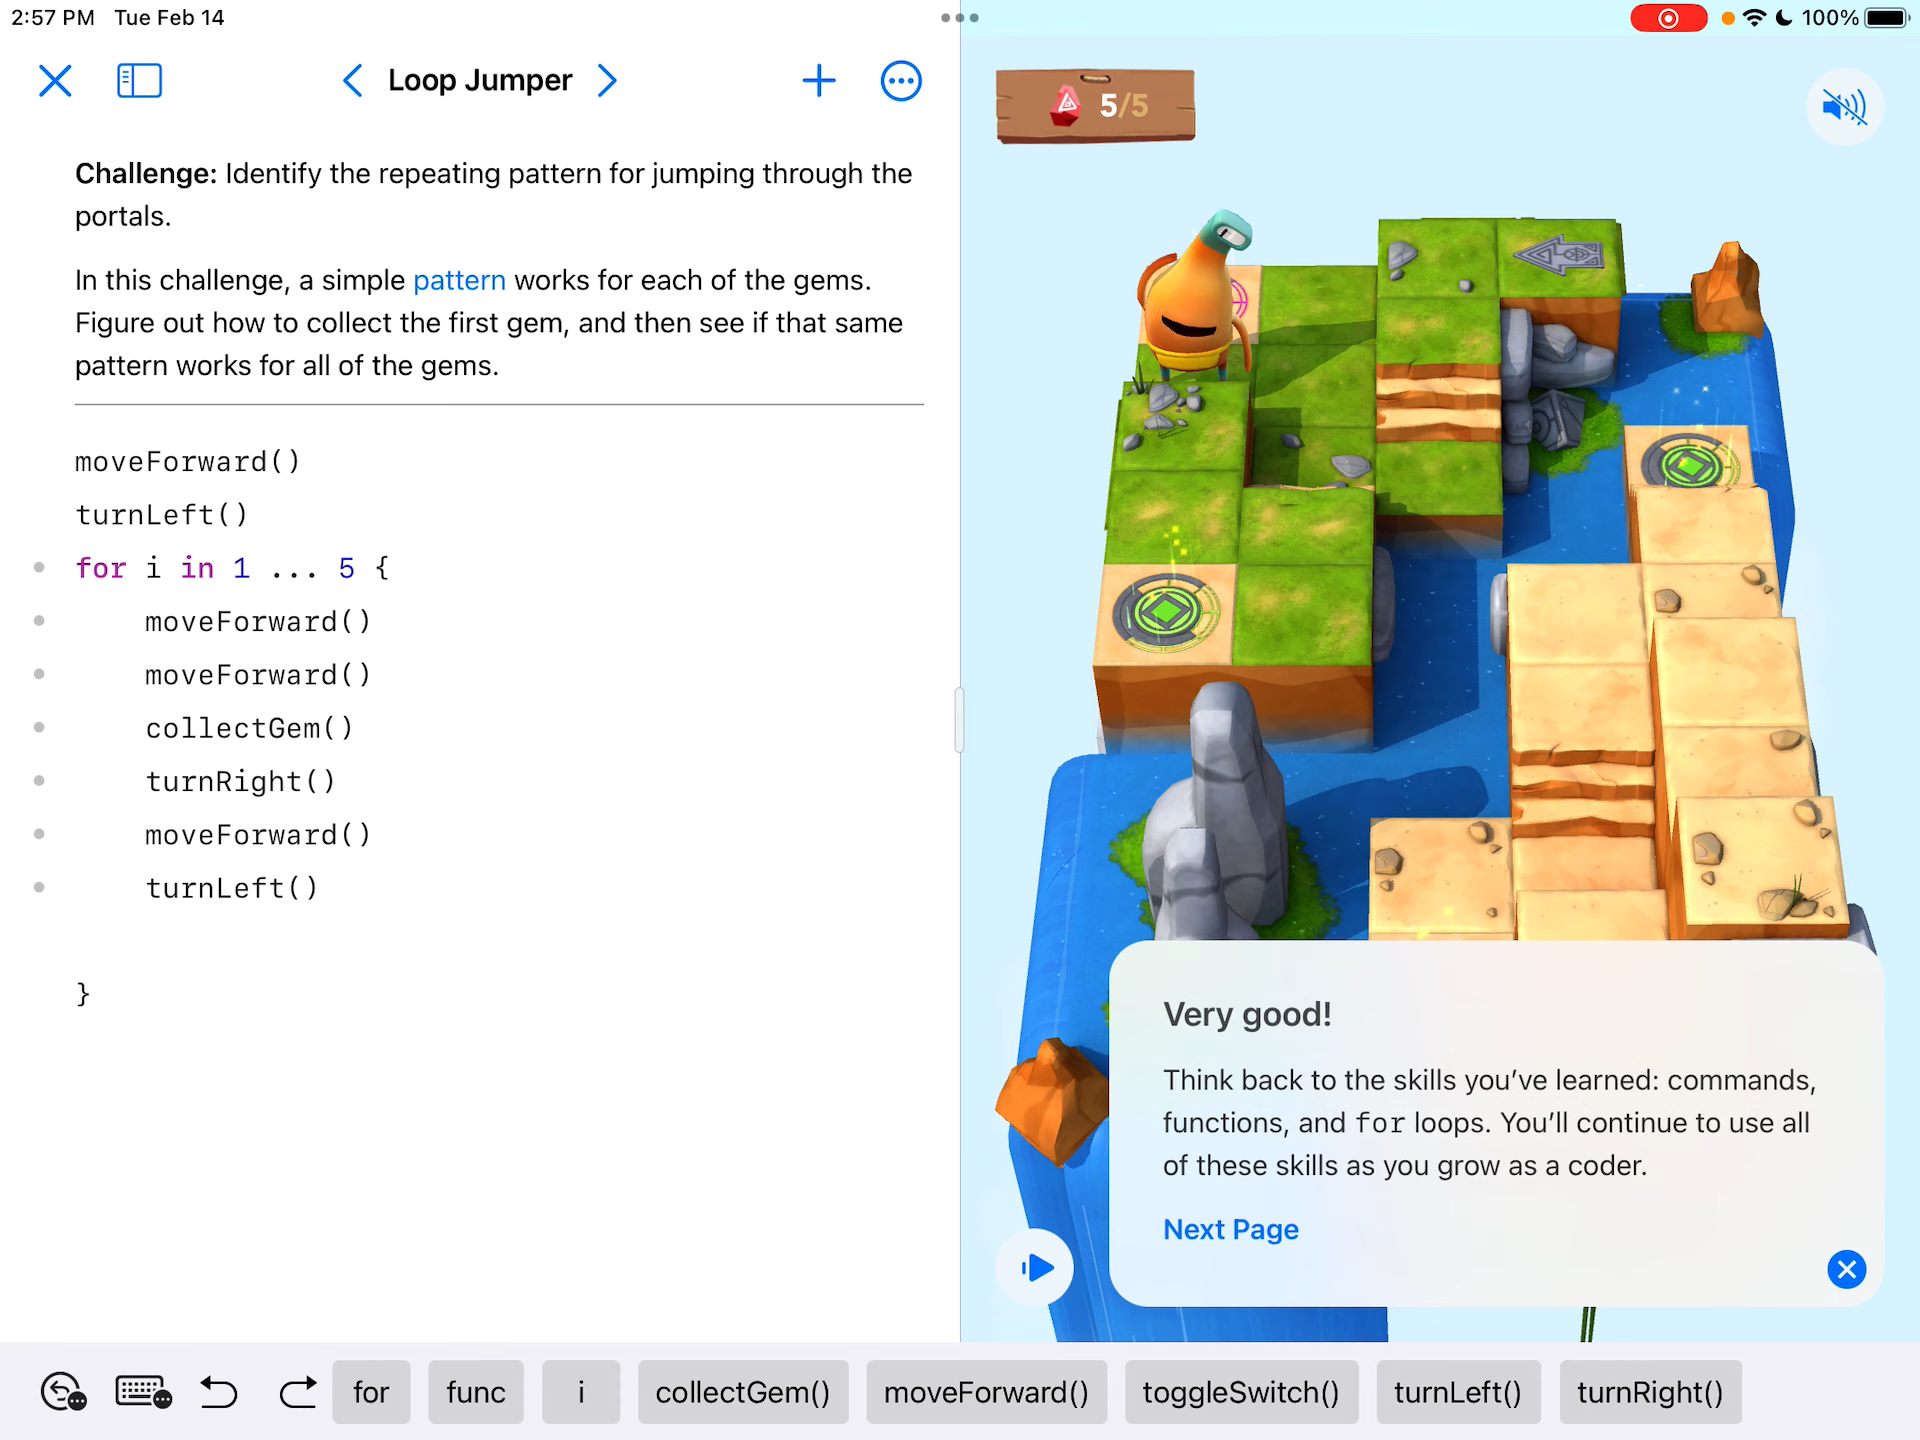 2:57 PM Tue Feb 14
100%
Loop Jumper
Challenge: Identify the repeating pattern for jumping through the
portals.
In this challenge, a simple pattern works for each of the gems.
Figure out how to collect the first gem, and then see if that same
pattern works for all of the gems.
moveForward()
turnLeft()
for i in 1 ... 5 {
moveForward()
moveForward()
collectGem()
turnRight()
moveForward()
turnLeft()
}
5/5
Very good!
Think back to the skills you’ve learned: commands,
functions, and for loops. You’ll continue to use all
of these skills as you grow as a coder.
Next Page
for func i collectGem() moveForward() toggleSwitch() turnLeft() turnRight()